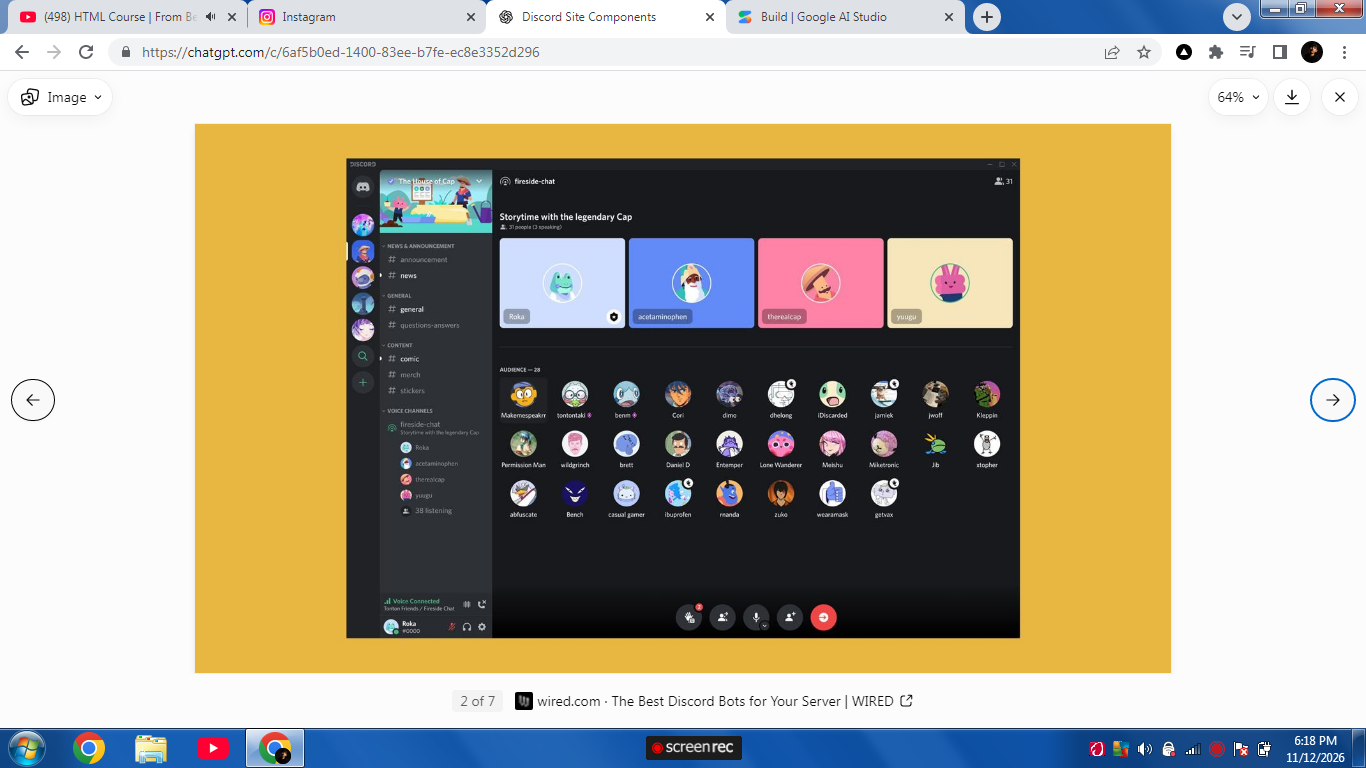 (498) HTML Course | From Be
Instagram
Discord Site Components
Build | Google AI Studio
https://chatgpt.com/c/6af5b0ed-1400-83ee-b7fe-ec8e3352d296
Image
64%
DISCORD
The House of Cap
fireside-chat
31
Storytime with the legendary Cap
31 people (3 speaking)
NEWS & ANNOUNCEMENT
# announcement
# news
GENERAL
# general
# questions-answers
CONTENT
# comic
# merch
# stickers
VOICE CHANNELS
fireside-chat
Storytime with the legendary Cap
Roka
acetaminophen
therealcap
yuugu
38 listening
Voice Connected
Tonton Friends / Fireside Chat
Roka
#0000
Roka
acetaminophen
therealcap
yuugu
AUDIENCE — 28
Makemospeakrr
tontontaki
benm
Cori
dimo
dhelong
iDiscarded
jamiek
jwoff
Kleppin
Permission Man
wildgrinch
brett
Daniel D
Entemper
Lone Wanderer
Meishu
Miketronic
Jib
xtopher
abfuscate
Bench
casual gamer
ibuprofen
rnanda
zuko
wearamask
getvax
2
2 of 7
wired.com · The Best Discord Bots for Your Server | WIRED
screenrec
6:18 PM
11/12/2026